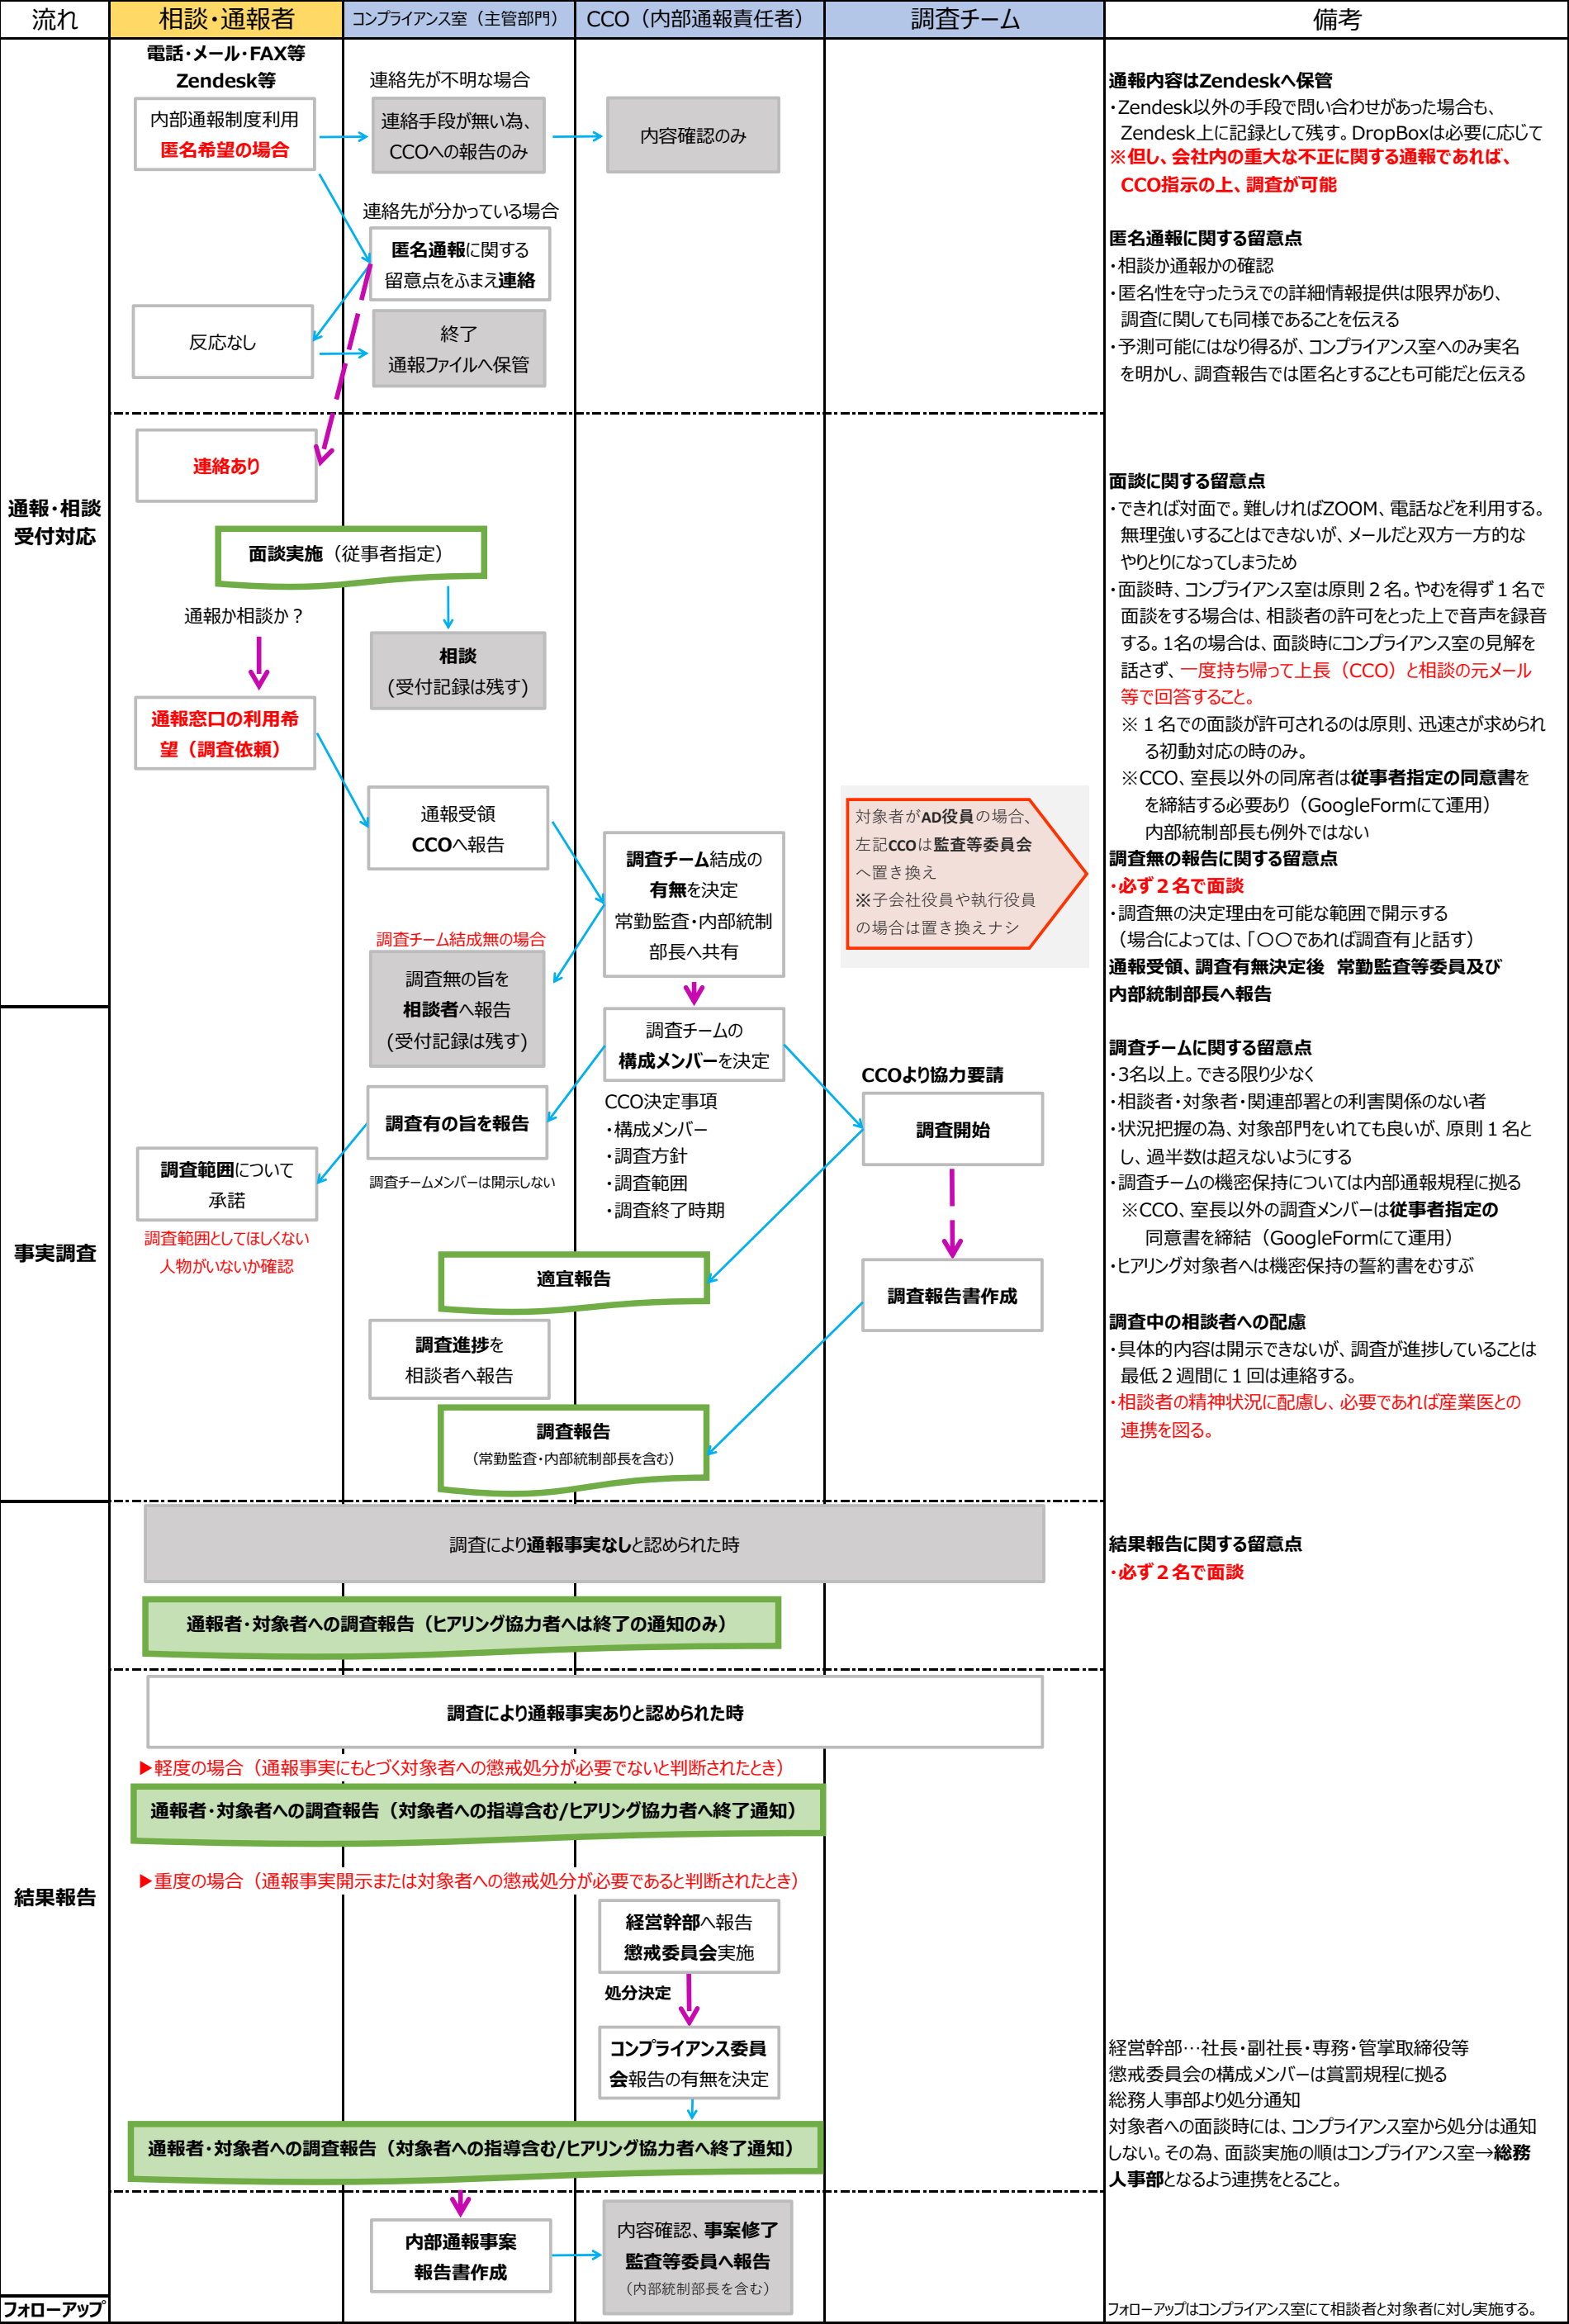 流れ
相談・通報者
コンプライアンス室（主管部門）
CCO（内部通報責任者）
調査チーム
備考
通報・相談
受付対応
電話・メール・FAX等
Zendesk等
内部通報制度利用
匿名希望の場合
連絡先が不明な場合
連絡手段が無い為、
CCOへの報告のみ
内容確認のみ
連絡先が分かっている場合
匿名通報に関する
留意点をふまえ連絡
反応なし
終了
通報ファイルへ保管
連絡あり
面談実施（従事者指定）
通報か相談か？
相談
(受付記録は残す)
通報窓口の利用希
望（調査依頼）
通報受領
CCOへ報告
調査チーム結成の
有無を決定
常勤監査・内部統制
部長へ共有
対象者がAD役員の場合、
左記CCOは監査等委員会
へ置き換え
※子会社役員や執行役員
の場合は置き換えナシ
調査チーム結成無の場合
調査無の旨を
相談者へ報告
(受付記録は残す)
通報内容はZendeskへ保管
・Zendesk以外の手段で問い合わせがあった場合も、
Zendesk上に記録として残す。DropBoxは必要に応じて
※但し、会社内の重大な不正に関する通報であれば、
CCO指示の上、調査が可能
匿名通報に関する留意点
・相談か通報かの確認
・匿名性を守ったうえでの詳細情報提供は限界があり、
調査に関しても同様であることを伝える
・予測可能にはなり得るが、コンプライアンス室へのみ実名
を明かし、調査報告では匿名とすることも可能だと伝える
面談に関する留意点
・できれば対面で。難しければZOOM、電話などを利用する。
無理強いすることはできないが、メールだと双方一方的な
やりとりになってしまうため
・面談時、コンプライアンス室は原則２名。やむを得ず１名で
面談をする場合は、相談者の許可をとった上で音声を録音
する。1名の場合は、面談時にコンプライアンス室の見解を
話さず、一度持ち帰って上長（CCO）と相談の元メール
等で回答すること。
※１名での面談が許可されるのは原則、迅速さが求められ
る初動対応の時のみ。
※CCO、室長以外の同席者は従事者指定の同意書を
を締結する必要あり（GoogleFormにて運用）
内部統制部長も例外ではない
調査無の報告に関する留意点
・必ず２名で面談
・調査無の決定理由を可能な範囲で開示する
（場合によっては、「〇〇であれば調査有」と話す）
通報受領、調査有無決定後　常勤監査等委員及び
内部統制部長へ報告
事実調査
調査チームの
構成メンバーを決定
CCO決定事項
・構成メンバー
・調査方針
・調査範囲
・調査終了時期
CCOより協力要請
調査開始
調査有の旨を報告
調査チームメンバーは開示しない
調査範囲について
承諾
調査範囲としてほしくない
人物がいないか確認
適宜報告
調査報告書作成
調査進捗を
相談者へ報告
調査報告
（常勤監査・内部統制部長を含む）
調査チームに関する留意点
・3名以上。できる限り少なく
・相談者・対象者・関連部署との利害関係のない者
・状況把握の為、対象部門をいれても良いが、原則１名と
し、過半数は超えないようにする
・調査チームの機密保持については内部通報規程に拠る
※CCO、室長以外の調査メンバーは従事者指定の
同意書を締結（GoogleFormにて運用）
・ヒアリング対象者へは機密保持の誓約書をむすぶ
調査中の相談者への配慮
・具体的内容は開示できないが、調査が進捗していることは
最低２週間に１回は連絡する。
・相談者の精神状況に配慮し、必要であれば産業医との
連携を図る。
結果報告
調査により通報事実なしと認められた時
通報者・対象者への調査報告（ヒアリング協力者へは終了の通知のみ）
結果報告に関する留意点
・必ず２名で面談
調査により通報事実ありと認められた時
▶軽度の場合（通報事実にもとづく対象者への懲戒処分が必要でないと判断されたとき）
通報者・対象者への調査報告（対象者への指導含む/ヒアリング協力者へ終了通知）
▶重度の場合（通報事実開示または対象者への懲戒処分が必要であると判断されたとき）
経営幹部へ報告
懲戒委員会実施
処分決定
コンプライアンス委員
会報告の有無を決定
通報者・対象者への調査報告（対象者への指導含む/ヒアリング協力者へ終了通知）
経営幹部…社長・副社長・専務・管掌取締役等
懲戒委員会の構成メンバーは賞罰規程に拠る
総務人事部より処分通知
対象者への面談時には、コンプライアンス室から処分は通知
しない。その為、面談実施の順はコンプライアンス室→総務
人事部となるよう連携をとること。
内部通報事案
報告書作成
内容確認、事案修了
監査等委員へ報告
（内部統制部長を含む）
フォローアップ
フォローアップはコンプライアンス室にて相談者と対象者に対し実施する。